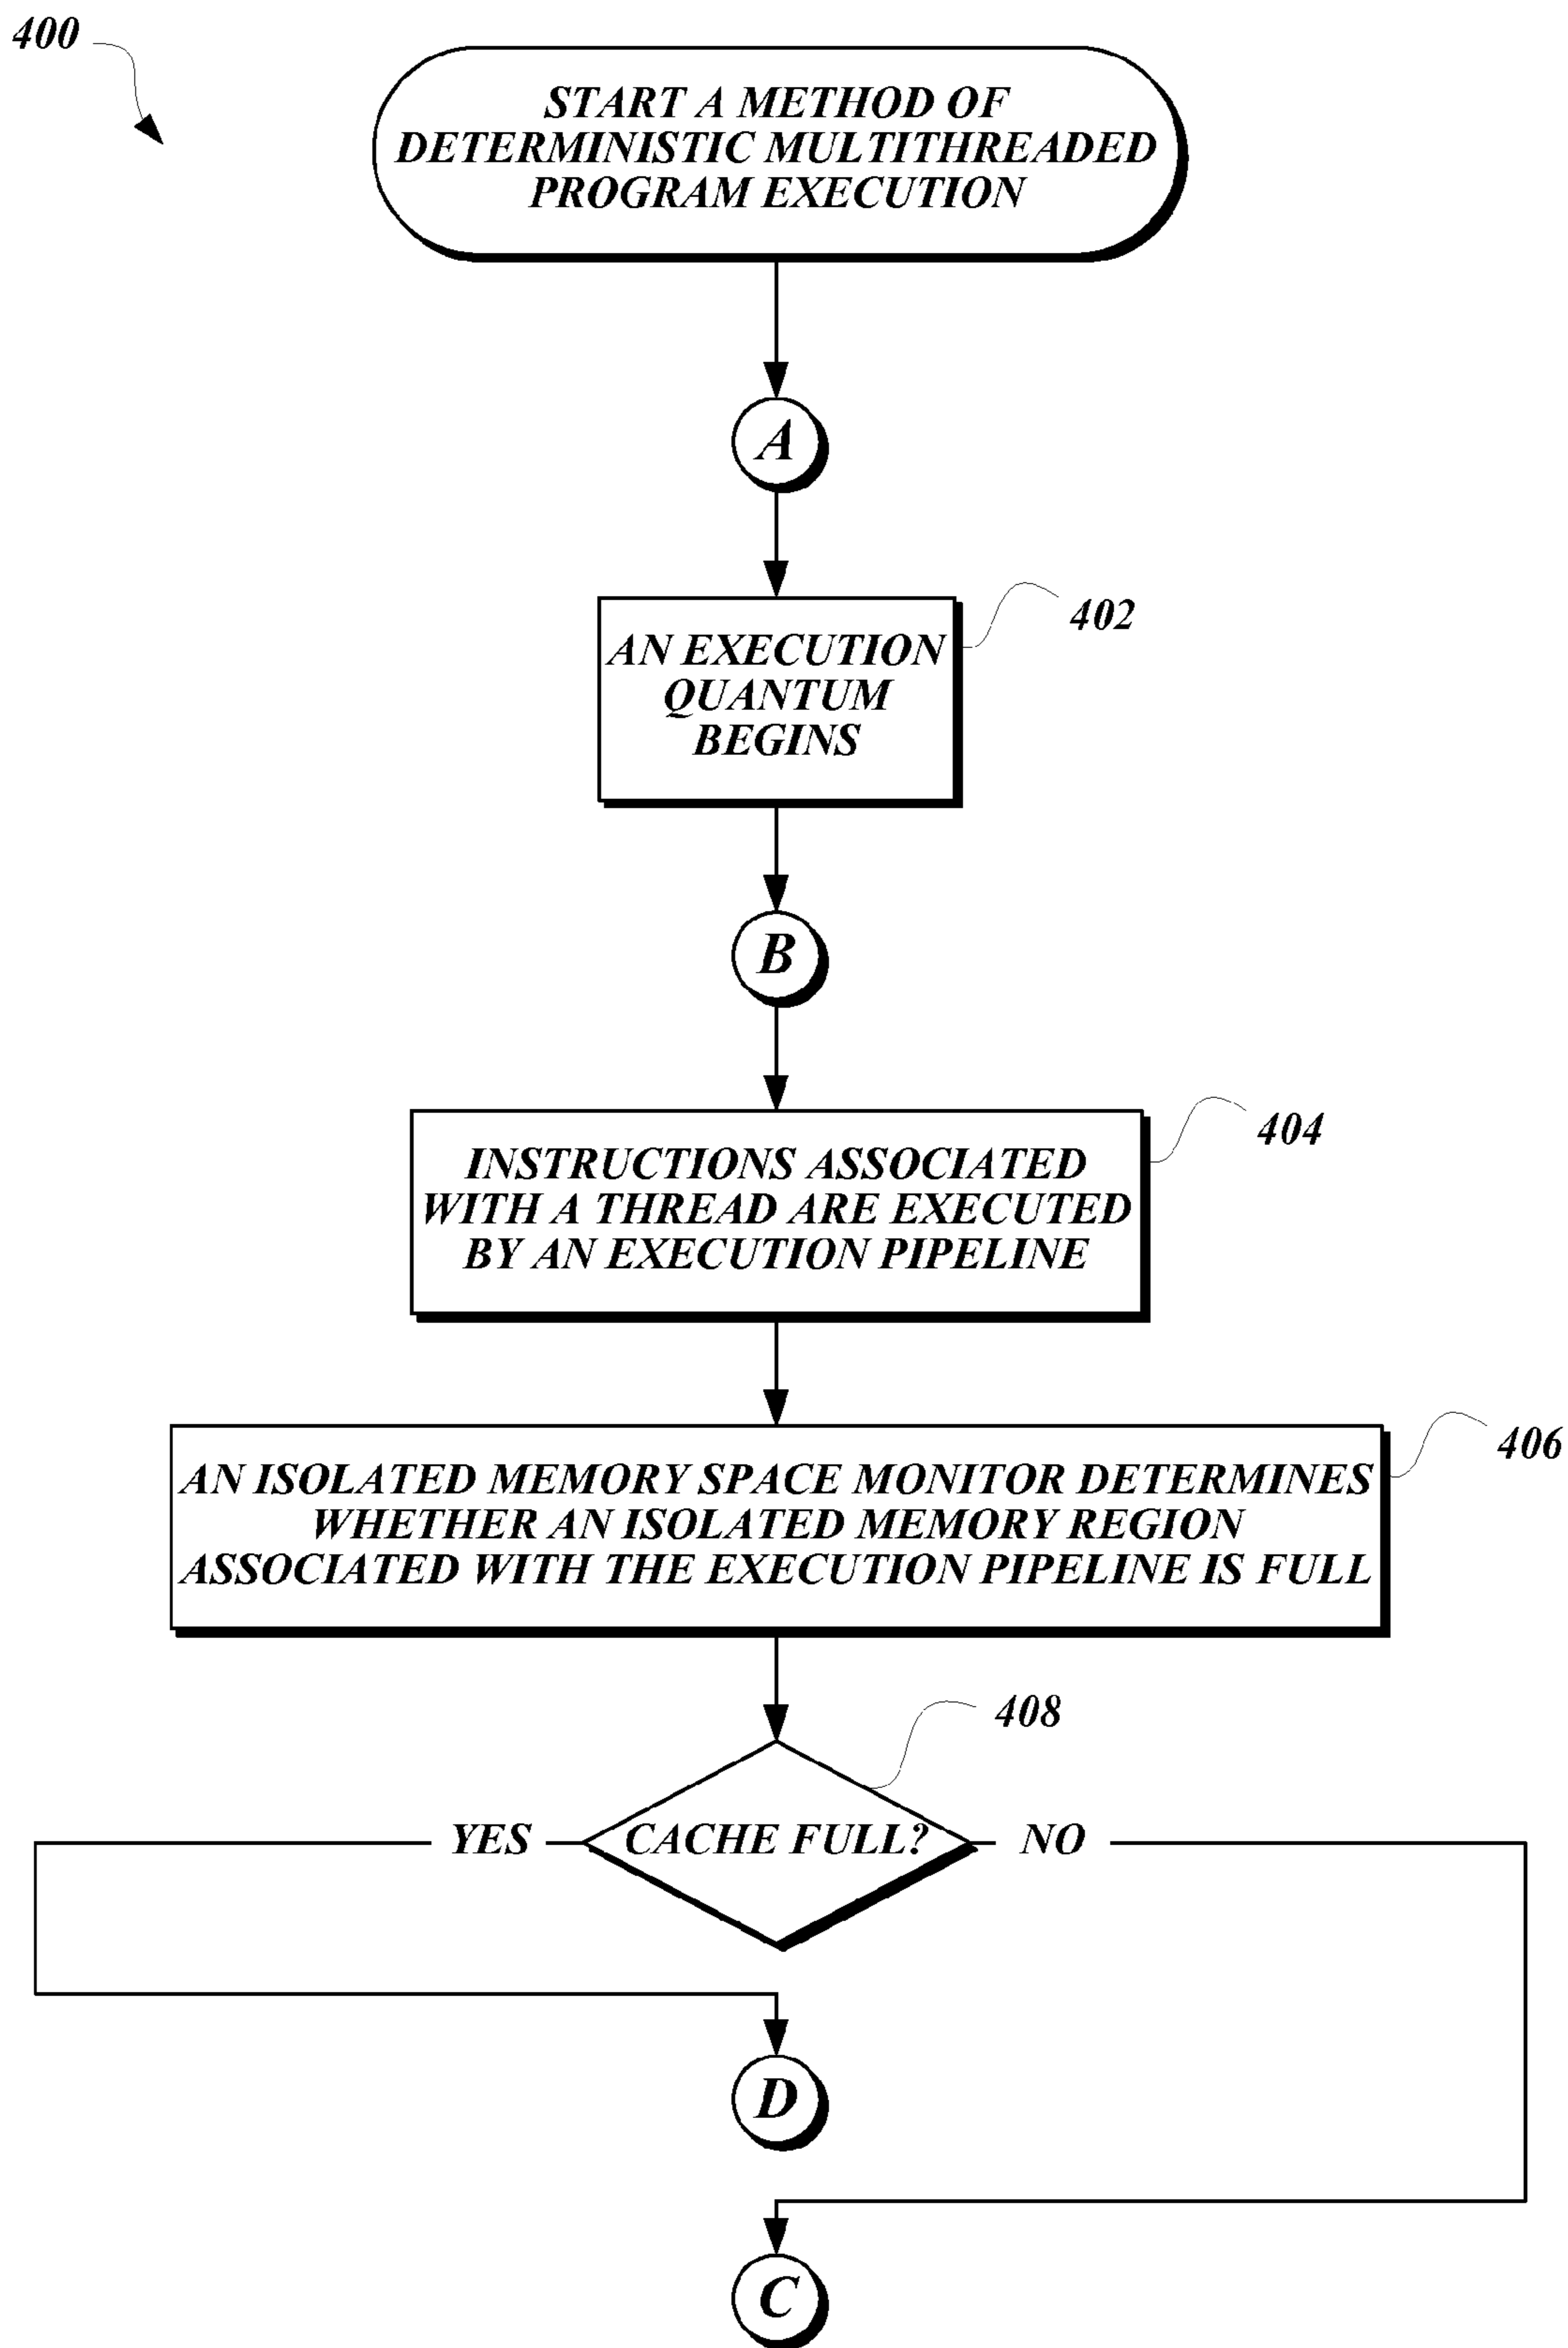 400
START A METHOD OF
DETERMINISTIC MULTITHREADED
PROGRAM EXECUTION
A
402
AN EXECUTION
QUANTUM
BEGINS
B
404
INSTRUCTIONS ASSOCIATED
WITH A THREAD ARE EXECUTED
BY AN EXECUTION PIPELINE
406
AN ISOLATED MEMORY SPACE MONITOR DETERMINES
WHETHER AN ISOLATED MEMORY REGION
ASSOCIATED WITH THE EXECUTION PIPELINE IS FULL
408
YES
CACHE FULL?
NO
D
C